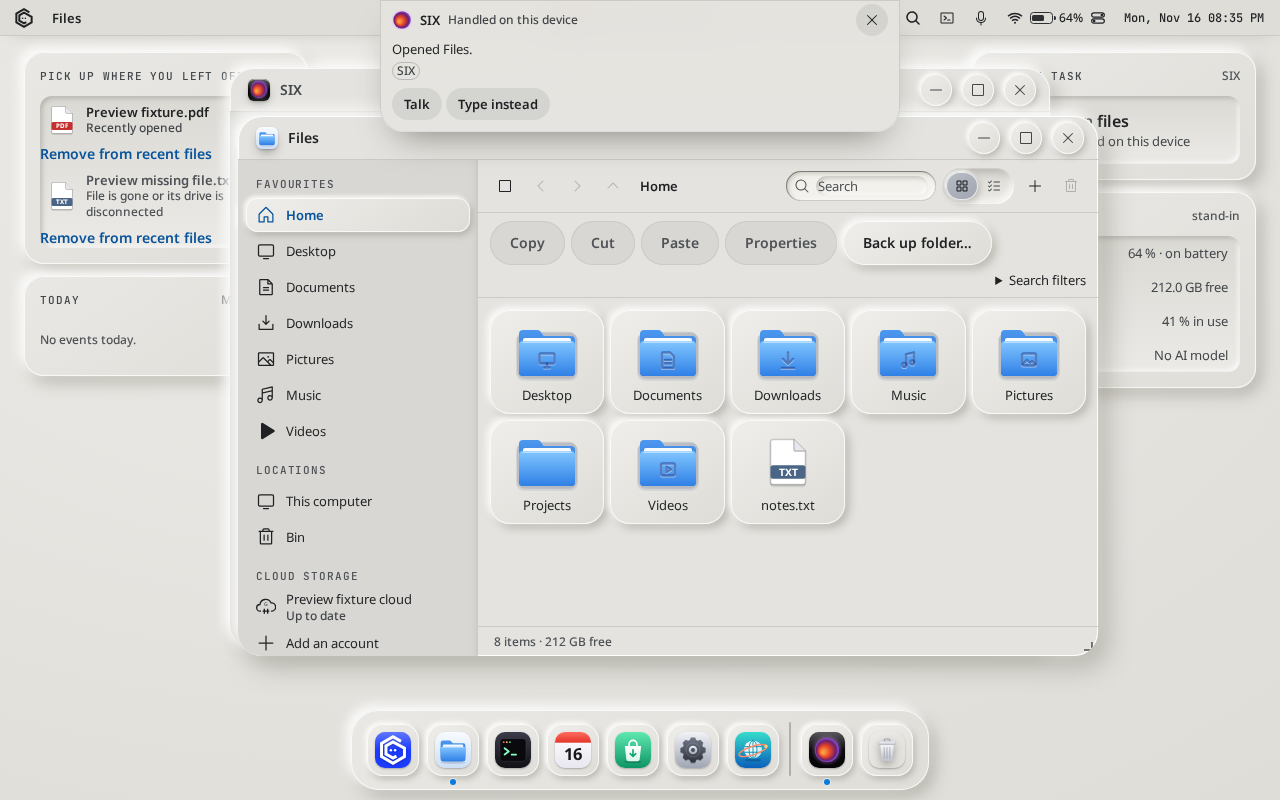 Files
64%
Mon, Nov 16 08:35 PM
SIX Handled on this device
Opened Files.
SIX
Talk
Type instead
PICK UP WHERE YOU LEFT
Preview fixture.pdf
Recently opened
Remove from recent files
Preview missing file.tx
File is gone or its drive is
disconnected
Remove from recent files
PDF
TXT
TODAY
No events today.
SIX
TASK
SIX
files
on this device
stand-in
64 % · on battery
212.0 GB free
41 % in use
No AI model
Files
FAVOURITES
Home
Desktop
Documents
Downloads
Pictures
Music
Videos
LOCATIONS
This computer
Bin
CLOUD STORAGE
Preview fixture cloud
Up to date
Add an account
Home
Search
Copy
Cut
Paste
Properties
Back up folder...
Search filters
Desktop
Documents
Downloads
Music
Pictures
Projects
Videos
TXT
notes.txt
8 items · 212 GB free
16